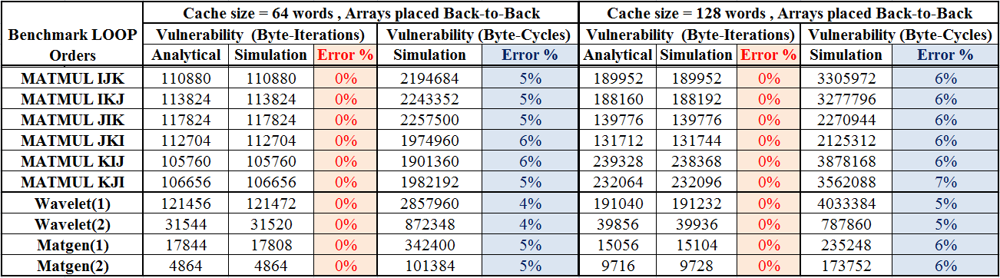 Cache size = 64 words , Arrays placed Back-to-Back Cache size = 128 words , Arrays placed Back-to-Back
Benchmark LOOP Orders Vulnerability (Byte-Iterations) Vulnerability (Byte-Cycles) Vulnerability (Byte-Iterations) Vulnerability (Byte-Cycles)
Analytical Simulation Error % Simulation Error % Analytical Simulation Error % Simulation Error %
MATMUL IJK 110880 110880 0% 2194684 5% 189952 189952 0% 3305972 6%
MATMUL IKJ 113824 113824 0% 2243352 5% 188160 188192 0% 3277796 6%
MATMUL JIK 117824 117824 0% 2257500 5% 139776 139776 0% 2270944 6%
MATMUL JKI 112704 112704 0% 1974960 6% 131712 131744 0% 2125312 6%
MATMUL KIJ 105760 105760 0% 1901360 6% 239328 238368 0% 3878168 6%
MATMUL KJI 106656 106656 0% 1982192 5% 232064 232096 0% 3562088 7%
Wavelet(1) 121456 121472 0% 2857960 4% 191040 191232 0% 4033384 5%
Wavelet(2) 31544 31520 0% 872348 4% 39856 39936 0% 787860 5%
Matgen(1) 17844 17808 0% 342400 5% 15056 15104 0% 235248 6%
Matgen(2) 4864 4864 0% 101384 5% 9716 9728 0% 173752 6%